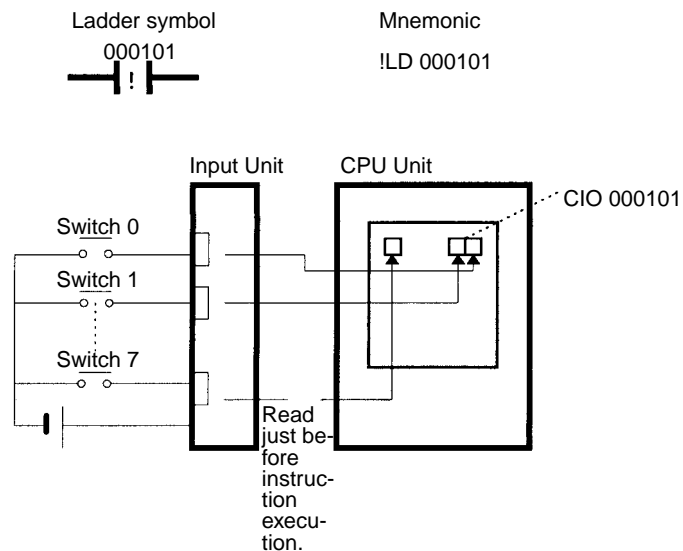 Ladder symbol
000101
!
Mnemonic
!LD 000101
Input Unit
CPU Unit
CIO 000101
Switch 0
Switch 1
Switch 7
Read
just be-
fore
instruc-
tion
execu-
tion.